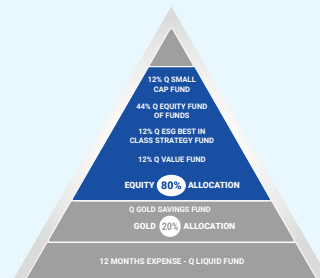 12% Q SMALL
CAP FUND
44% Q EQUITY FUND
OF FUNDS
12% Q ESG BEST IN
CLASS STRATEGY FUND
12% Q VALUE FUND
EQUITY 80% ALLOCATION
Q GOLD SAVINGS FUND
GOLD 20% ALLOCATION
12 MONTHS EXPENSE - Q LIQUID FUND